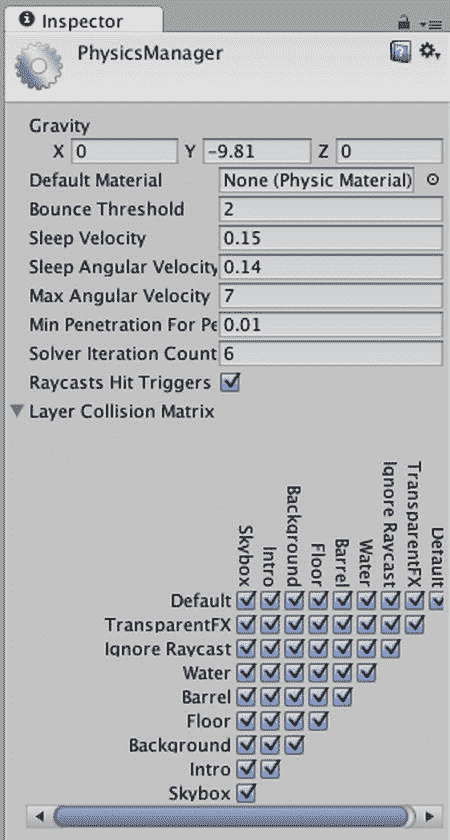 Inspector
PhysicsManager
Gravity
X 0 Y -9.81 Z 0
Default Material None (Physic Material)
Bounce Threshold 2
Sleep Velocity 0.15
Sleep Angular Velocity 0.14
Max Angular Velocity 7
Min Penetration For Pe 0.01
Solver Iteration Count 6
Raycasts Hit Triggers
Layer Collision Matrix
Skybox
Intro
Background
Floor
Barrel
Water
Ignore Raycast
TransparentFX
Default
Default
TransparentFX
Ignore Raycast
Water
Barrel
Floor
Background
Intro
Skybox